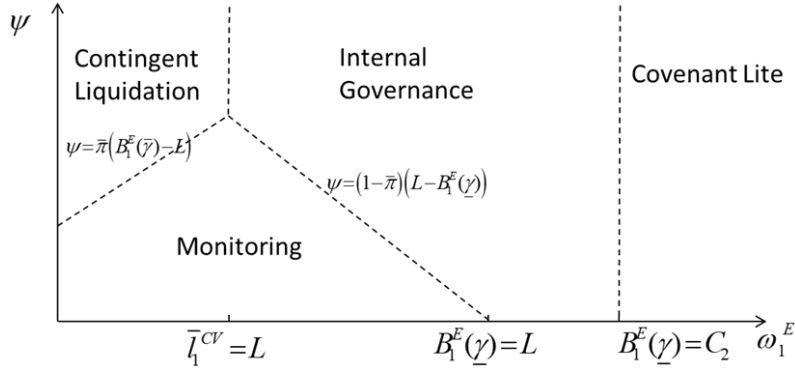 ψ
Contingent
Liquidation
Internal
Governance
Covenant Lite
ψ=π̄(B₁ᴱ(γ̄)−L)
ψ=(1−π̄)(L−B₁ᴱ(γ̲))
Monitoring
l̄₁ᶜⱽ=L
B₁ᴱ(γ̲)=L
B₁ᴱ(γ̲)=C₂
ω₁ᴱ